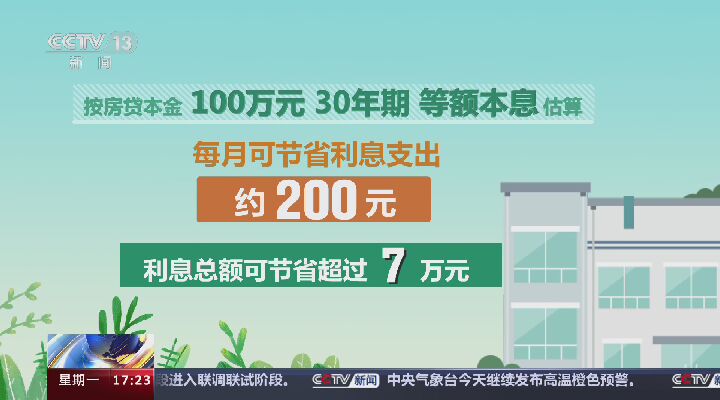 CCTV 13
新闻
按房贷本金 100万元 30年期 等额本息 估算
每月可节省利息支出
约 200 元
利息总额可节省超过 7 万元
星期一 17:23 段进入联调联试阶段。 CCTV 新闻 中央气象台今天继续发布高温橙色预警。 CCTV 新